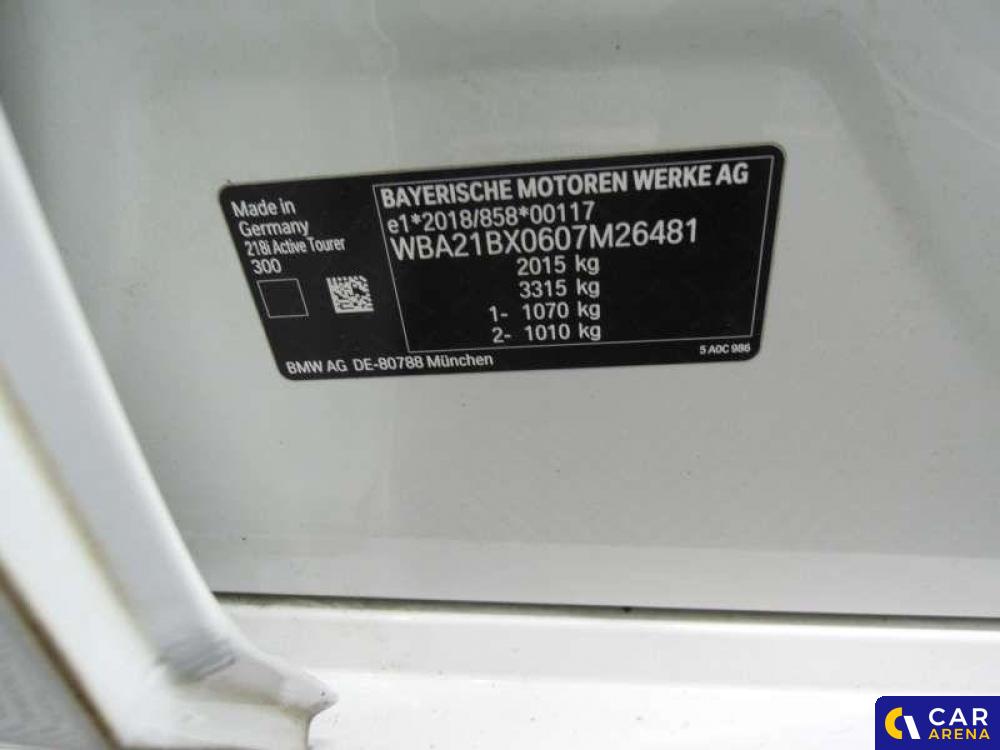 BAYERISCHE MOTOREN WERKE AG
e1*2018/858*00117
WBA21BX0607M26481
2015 kg
3315 kg
1- 1070 kg
2- 1010 kg
Made in
Germany
218i Active Tourer
300
BMW AG DE-80788 München
5 A0C 986
CAR
ARENA